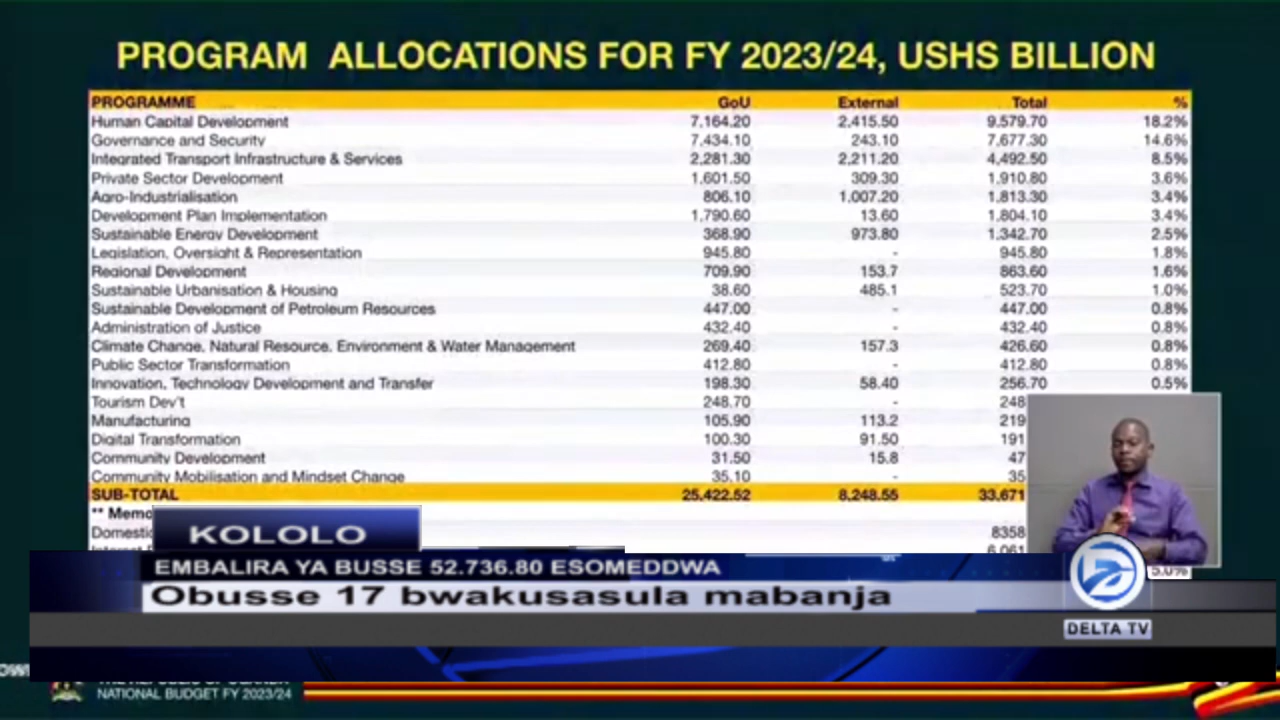 PROGRAM ALLOCATIONS FOR FY 2023/24, USHS BILLION
PROGRAMME GoU External Total %
Human Capital Development 7,164.20 2,415.50 9,579.70 18.2%
Governance and Security 7,434.10 243.10 7,677.30 14.6%
Integrated Transport Infrastructure & Services 2,281.30 2,211.20 4,492.50 8.5%
Private Sector Development 1,601.50 309.30 1,910.80 3.6%
Agro-Industrialisation 806.10 1,007.20 1,813.30 3.4%
Development Plan Implementation 1,790.60 13.60 1,804.10 3.4%
Sustainable Energy Development 368.90 973.80 1,342.70 2.5%
Legislation, Oversight & Representation 945.80 - 945.80 1.8%
Regional Development 709.90 153.7 863.60 1.6%
Sustainable Urbanisation & Housing 38.60 485.1 523.70 1.0%
Sustainable Development of Petroleum Resources 447.00 - 447.00 0.8%
Administration of Justice 432.40 - 432.40 0.8%
Climate Change, Natural Resource, Environment & Water Management 269.40 157.3 426.60 0.8%
Public Sector Transformation 412.80 - 412.80 0.8%
Innovation, Technology Development and Transfer 198.30 58.40 256.70 0.5%
Tourism Dev't 248.70 - 248
Manufacturing 105.90 113.2 219
Digital Transformation 100.30 91.50 191
Community Development 31.50 15.8 47
Community Mobilisation and Mindset Change 35.10 - 35
SUB-TOTAL 25,422.52 8,248.55 33,671
** Memo
Domestic 8358
6,061
5.0%
KOLOLO
EMBALIRA YA BUSSE 52.736.80 ESOMEDDWA
Obusse 17 bwakusasula mabanja
DELTA TV
THE REPUBLIC OF UGANDA
NATIONAL BUDGET FY 2023/24